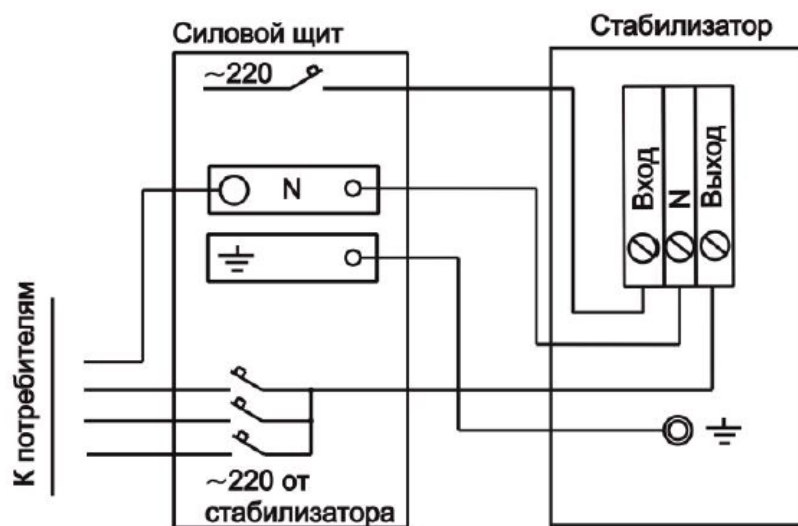 Силовой щит
Стабилизатор
~220
Вход
N
Выход
N
К потребителям
~220 от
стабилизатора